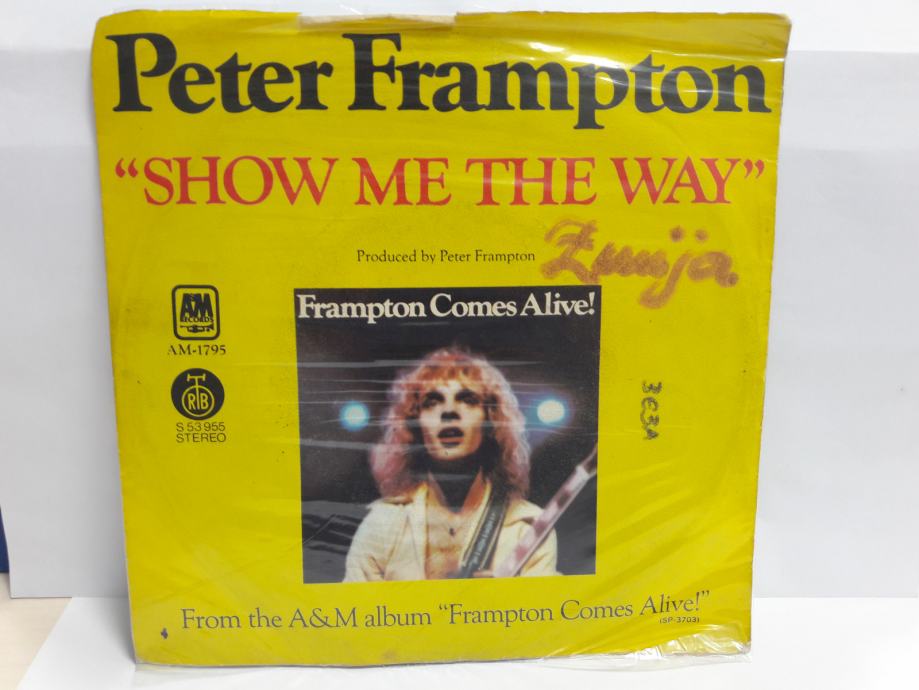 Peter Frampton
“SHOW ME THE WAY”
Produced by Peter Frampton
Frampton Comes Alive!
A&M
RECORDS
AM-1795
RTB
S 53 955
STEREO
From the A&M album “Frampton Comes Alive!”
(SP-3703)